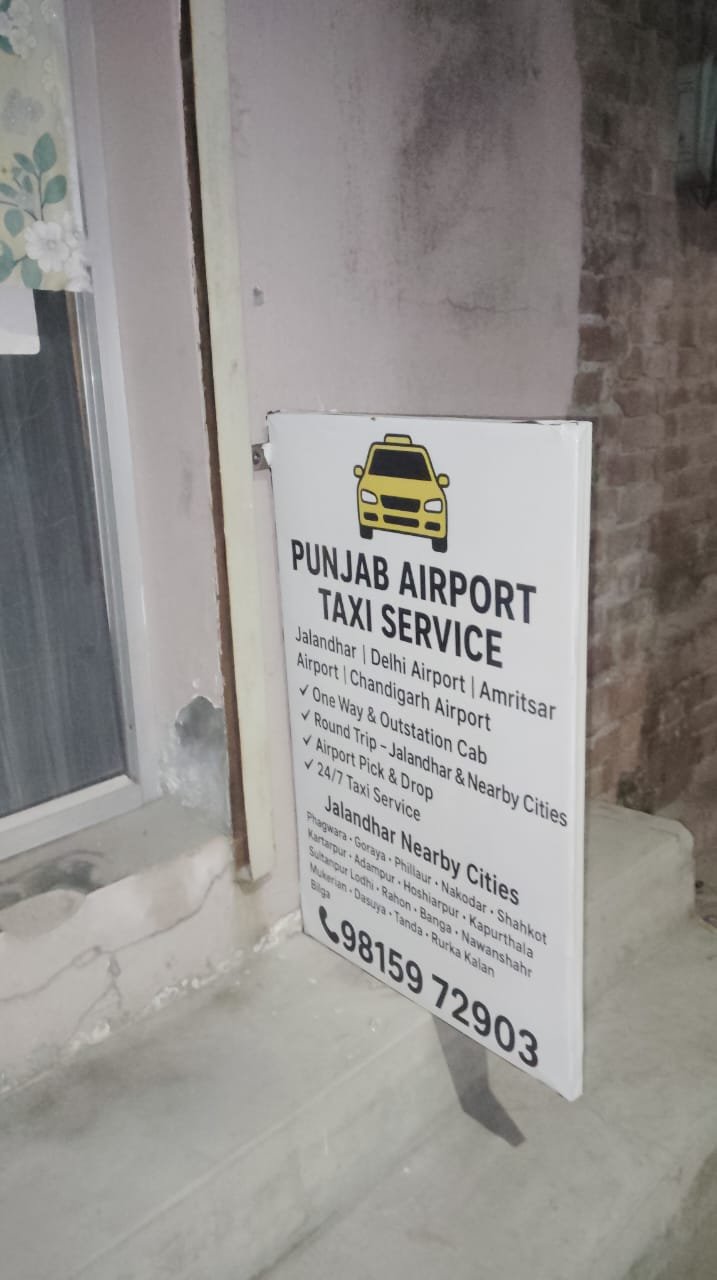 PUNJAB AIRPORT
TAXI SERVICE
Jalandhar | Delhi Airport | Amritsar
Airport | Chandigarh Airport
✓ One Way & Outstation Cab
✓ Round Trip – Jalandhar & Nearby Cities
✓ Airport Pick & Drop
✓ 24/7 Taxi Service
Jalandhar Nearby Cities
Phagwara • Goraya • Phillaur • Nakodar • Shahkot
Kartarpur • Adampur • Hoshiarpur • Kapurthala
Sultanpur Lodhi • Rahon • Banga • Nawanshahr
Mukerian • Dasuya • Tanda • Rurka Kalan
Bilga
98159 72903